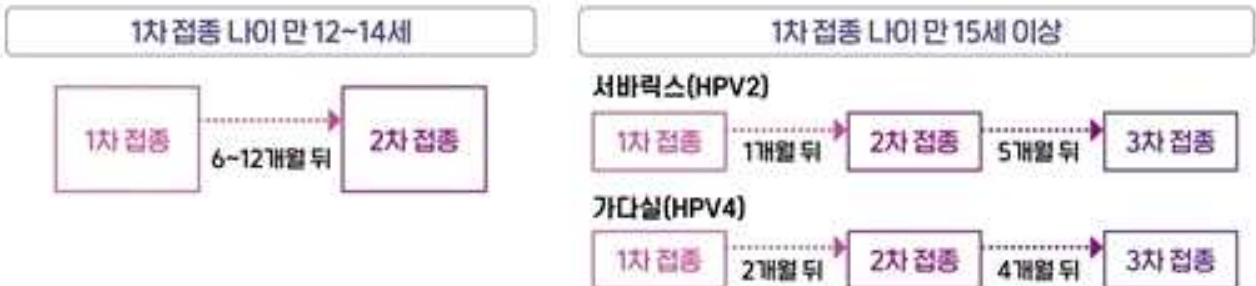 1차 접종 나이 만 12~14세
1차 접종
6~12개월 뒤
2차 접종
1차 접종 나이 만 15세 이상
서바릭스(HPV2)
1차 접종
1개월 뒤
2차 접종
5개월 뒤
3차 접종
가다실(HPV4)
1차 접종
2개월 뒤
2차 접종
4개월 뒤
3차 접종